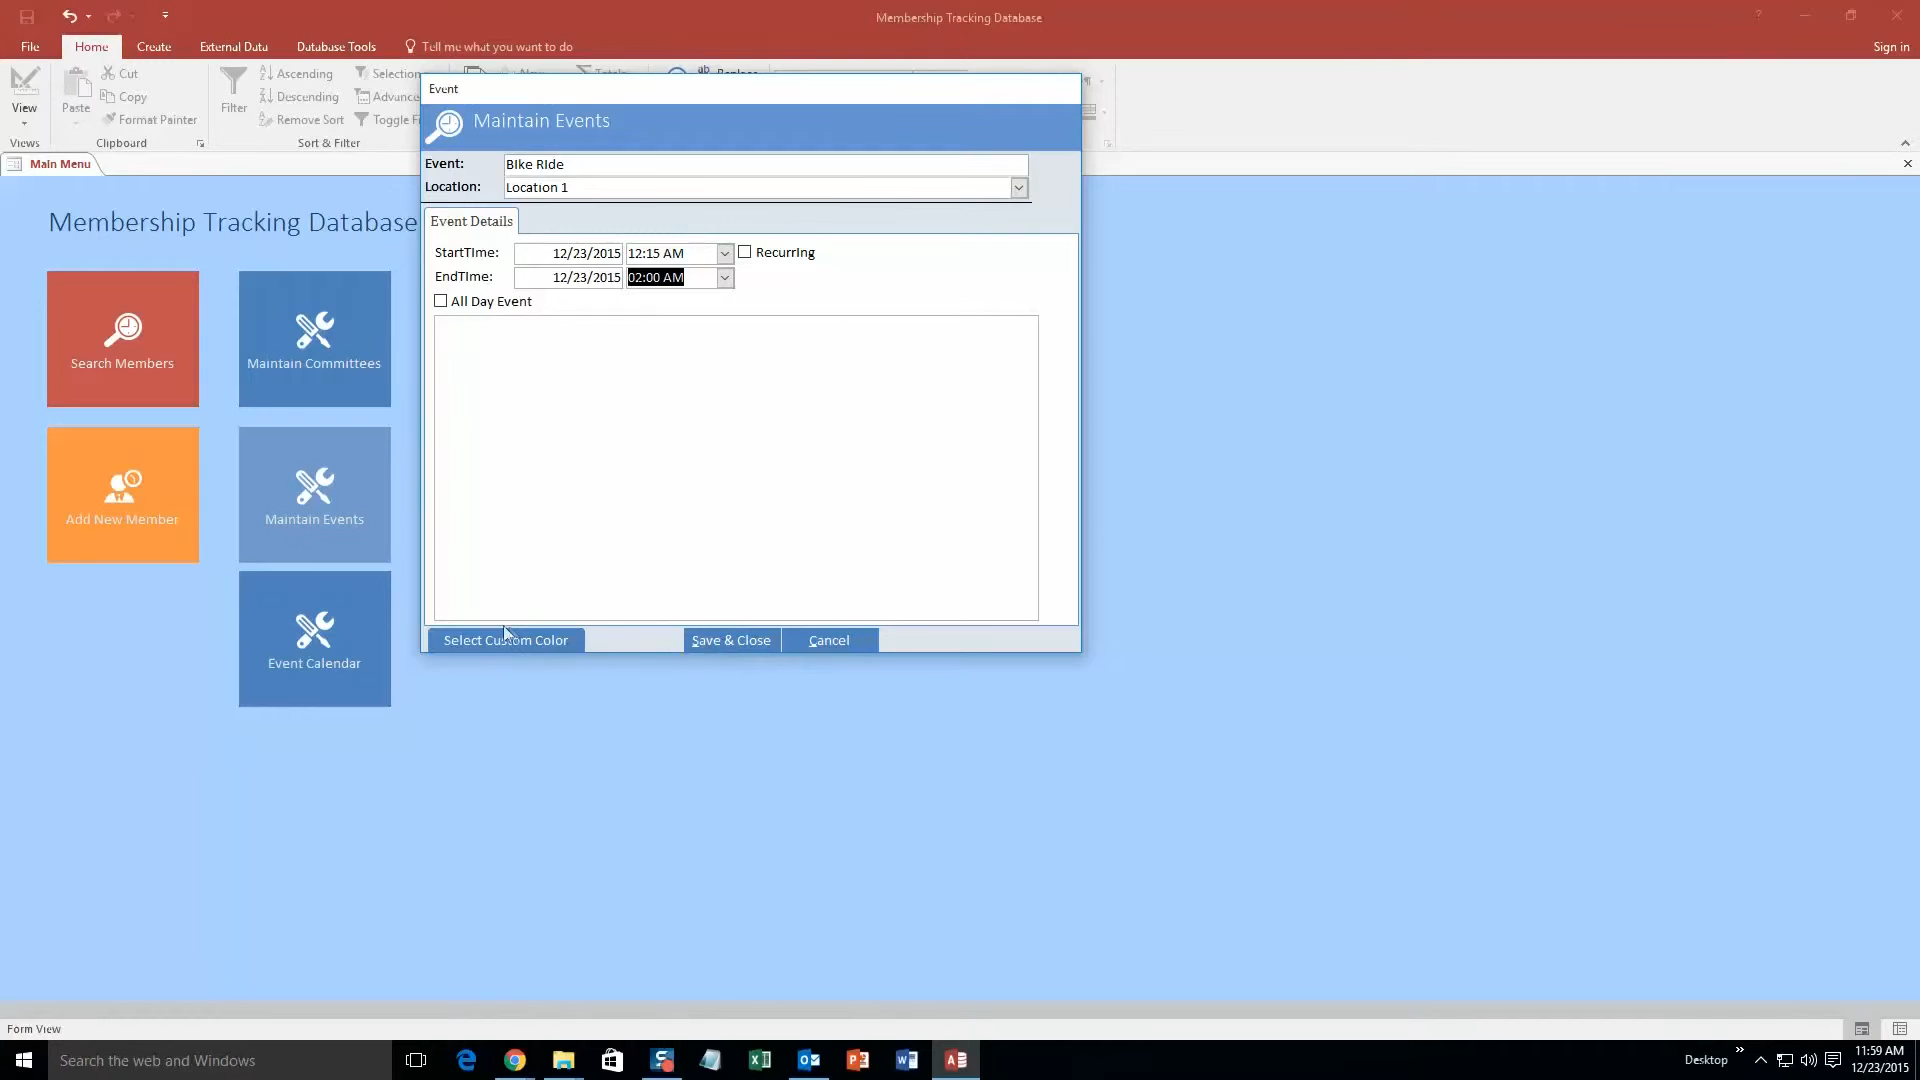 Membership Tracking Database
File Home Create External Data Database Tools Tell me what you want to do Sign in
View
Views
Paste
Cut
Copy
Format Painter
Clipboard
Filter
Ascending
Descending
Remove Sort
Selection
Toggle
Sort & Filter
Replace
Main Menu
Membership Tracking Database
Search Members
Maintain Committees
Add New Member
Maintain Events
Event Calendar
Event
Maintain Events
Event: Bike Ride
Location: Location 1
Event Details
StartTime: 12/23/2015 12:15 AM Recurring
EndTime: 12/23/2015 02:00 AM
All Day Event
Select Custom Color Save & Close Cancel
Form View
Search the web and Windows
Desktop
11:59 AM
12/23/2015